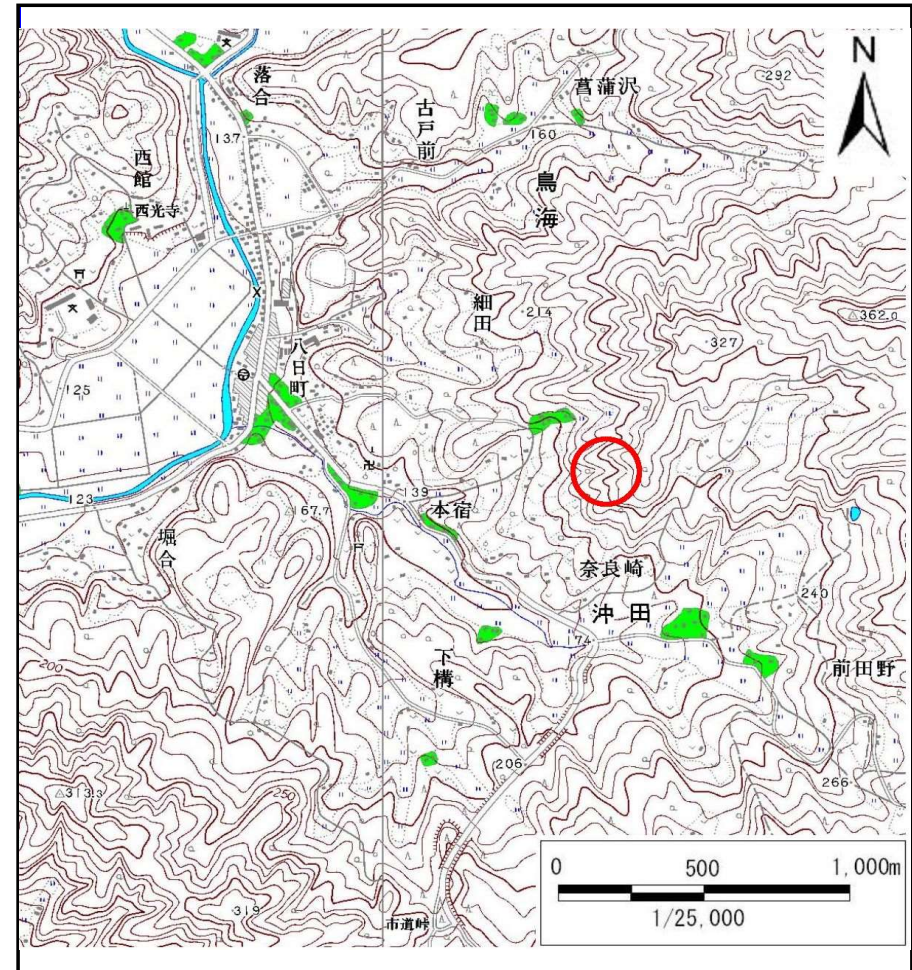 N
落合
古戸前
菖蒲沢
292
137
160
西館
西光寺
鳥海
細田
214
362.0
327
八日町
125
123
167.7
139
本宿
堀合
奈良崎
沖田
240
74
下構
前田野
200
206
266
313.3
250
319
市道峠
0 500 1,000m
1/25,000